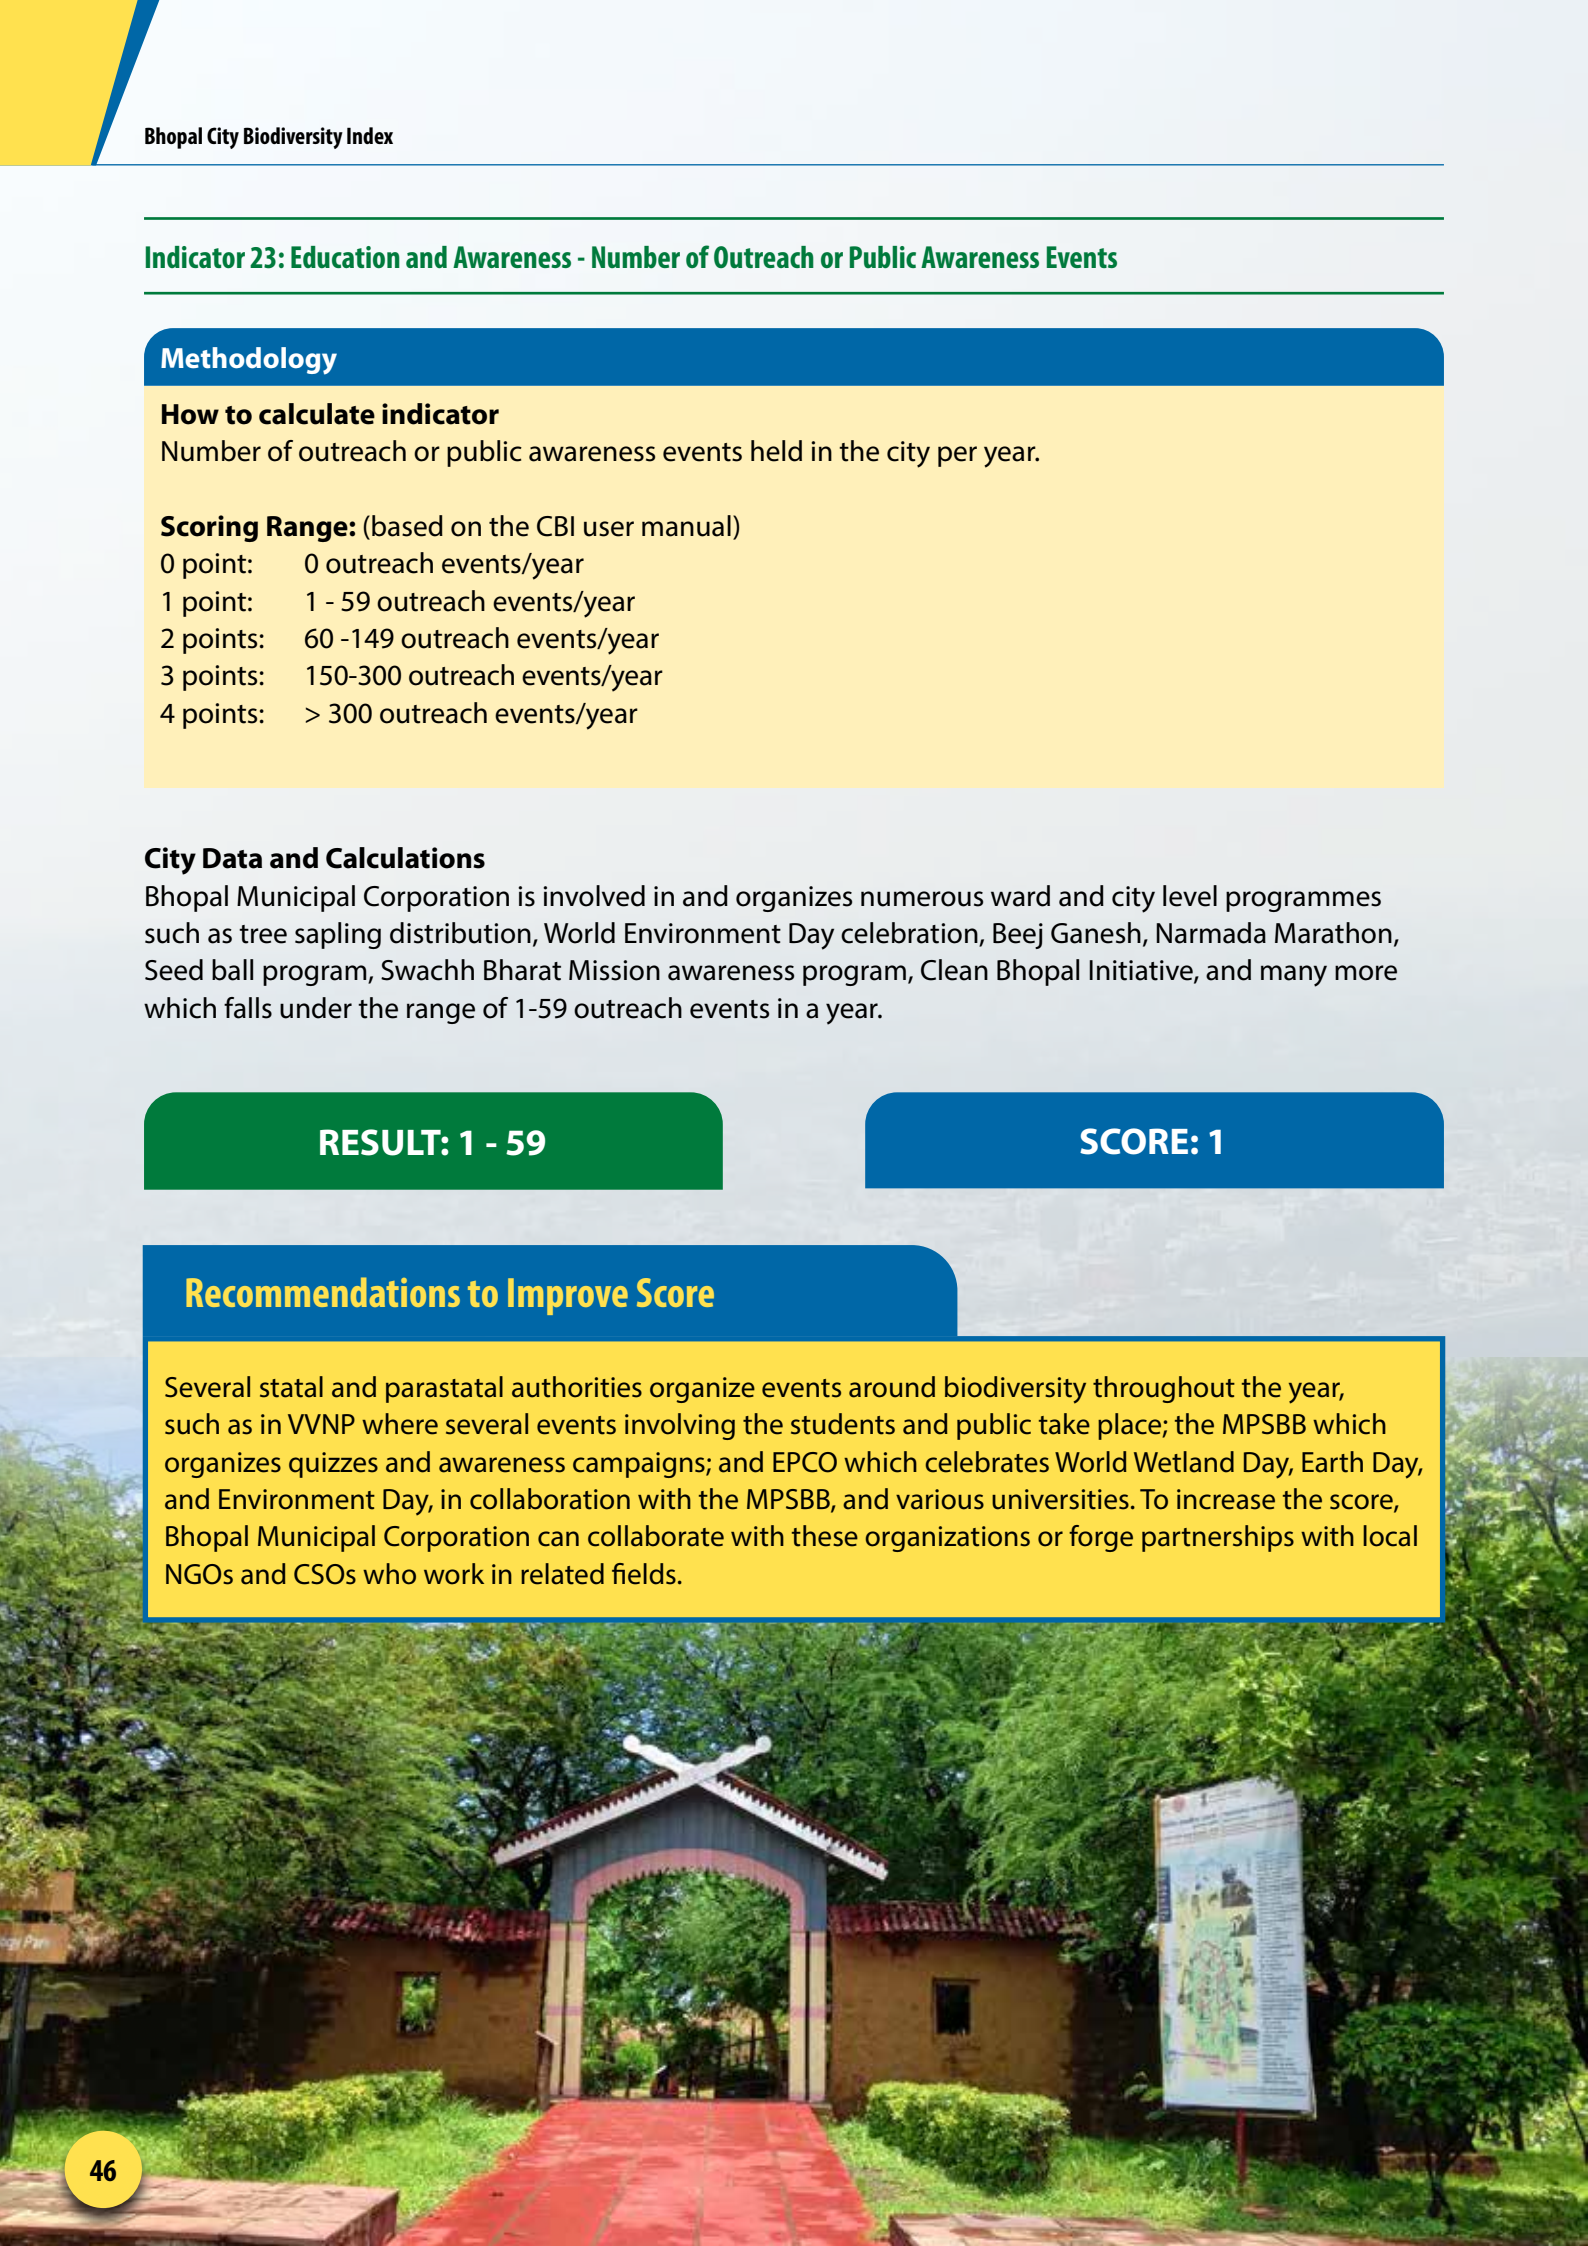 Bhopal City Biodiversity Index
Indicator 23: Education and Awareness - Number of Outreach or Public Awareness Events
Methodology
How to calculate indicator
Number of outreach or public awareness events held in the city per year.
Scoring Range: (based on the CBI user manual)
0 point: 0 outreach events/year
1 point: 1 - 59 outreach events/year
2 points: 60 -149 outreach events/year
3 points: 150-300 outreach events/year
4 points: > 300 outreach events/year
City Data and Calculations
Bhopal Municipal Corporation is involved in and organizes numerous ward and city level programmes
such as tree sapling distribution, World Environment Day celebration, Beej Ganesh, Narmada Marathon,
Seed ball program, Swachh Bharat Mission awareness program, Clean Bhopal Initiative, and many more
which falls under the range of 1-59 outreach events in a year.
RESULT: 1 - 59
SCORE: 1
Recommendations to Improve Score
Several statal and parastatal authorities organize events around biodiversity throughout the year,
such as in VVNP where several events involving the students and public take place; the MPSBB which
organizes quizzes and awareness campaigns; and EPCO which celebrates World Wetland Day, Earth Day,
and Environment Day, in collaboration with the MPSBB, and various universities. To increase the score,
Bhopal Municipal Corporation can collaborate with these organizations or forge partnerships with local
NGOs and CSOs who work in related fields.
46